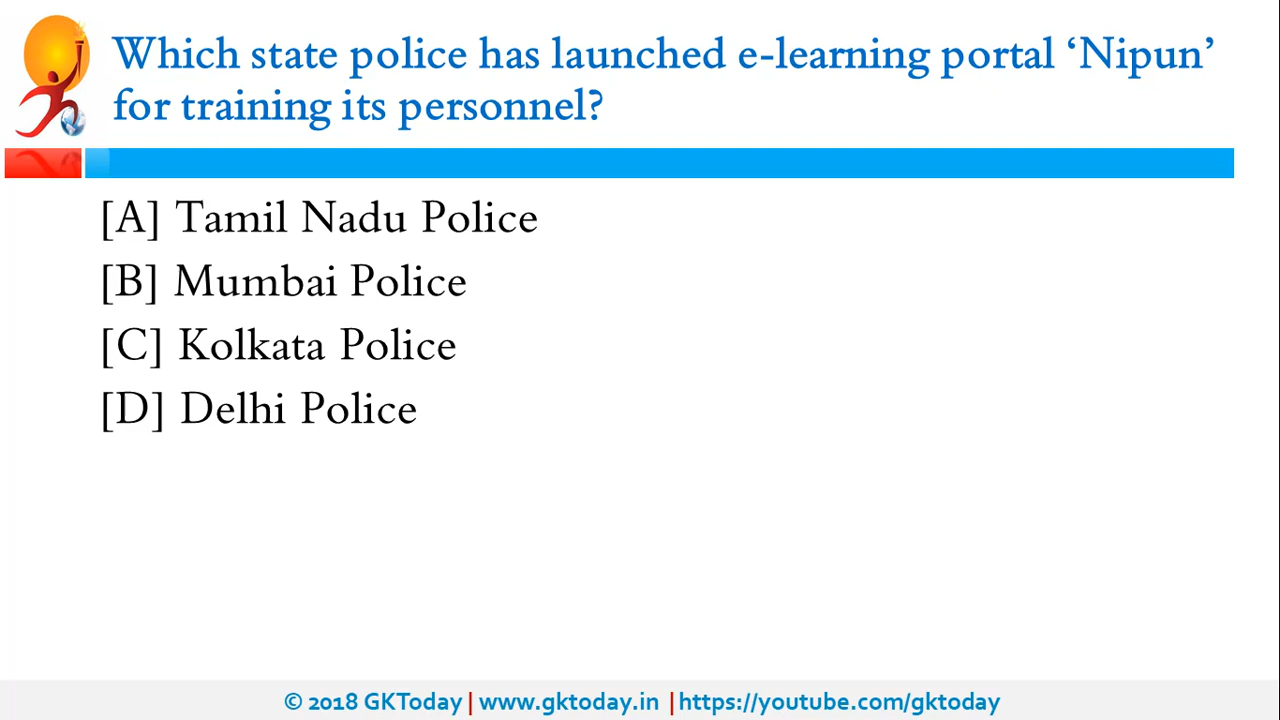 Which state police has launched e-learning portal ‘Nipun’
for training its personnel?
[A] Tamil Nadu Police
[B] Mumbai Police
[C] Kolkata Police
[D] Delhi Police
© 2018 GKToday | www.gktoday.in | https://youtube.com/gktoday